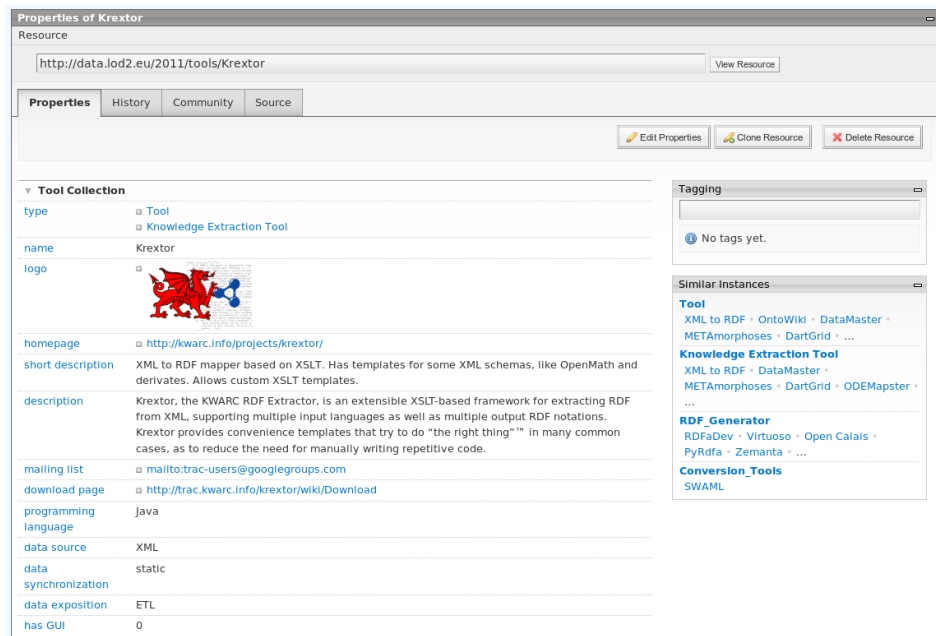 Properties of Krextor
Resource
http://data.lod2.eu/2011/tools/Krextor
View Resource
Properties
History
Community
Source
Edit Properties
Clone Resource
Delete Resource
Tool Collection
type
Tool
Knowledge Extraction Tool
name
Krextor
logo
homepage
http://kwarc.info/projects/krextor/
short description
XML to RDF mapper based on XSLT. Has templates for some XML schemas, like OpenMath and
derivates. Allows custom XSLT templates.
description
Krextor, the KWARC RDF Extractor, is an extensible XSLT-based framework for extracting RDF
from XML, supporting multiple input languages as well as multiple output RDF notations.
Krextor provides convenience templates that try to do “the right thing“™ in many common
cases, as to reduce the need for manually writing repetitive code.
mailing list
mailto:trac-users@googlegroups.com
download page
http://trac.kwarc.info/krextor/wiki/Download
programming
language
Java
data source
XML
data
synchronization
static
data exposition
ETL
has GUI
0
Tagging
No tags yet.
Similar Instances
Tool
XML to RDF • OntoWiki • DataMaster •
METAmorphoses • DartGrid • ...
Knowledge Extraction Tool
XML to RDF • DataMaster •
METAmorphoses • DartGrid • ODEMapster •
...
RDF_Generator
RDFaDev • Virtuoso • Open Calais •
PyRdfa • Zemanta • ...
Conversion_Tools
SWAML